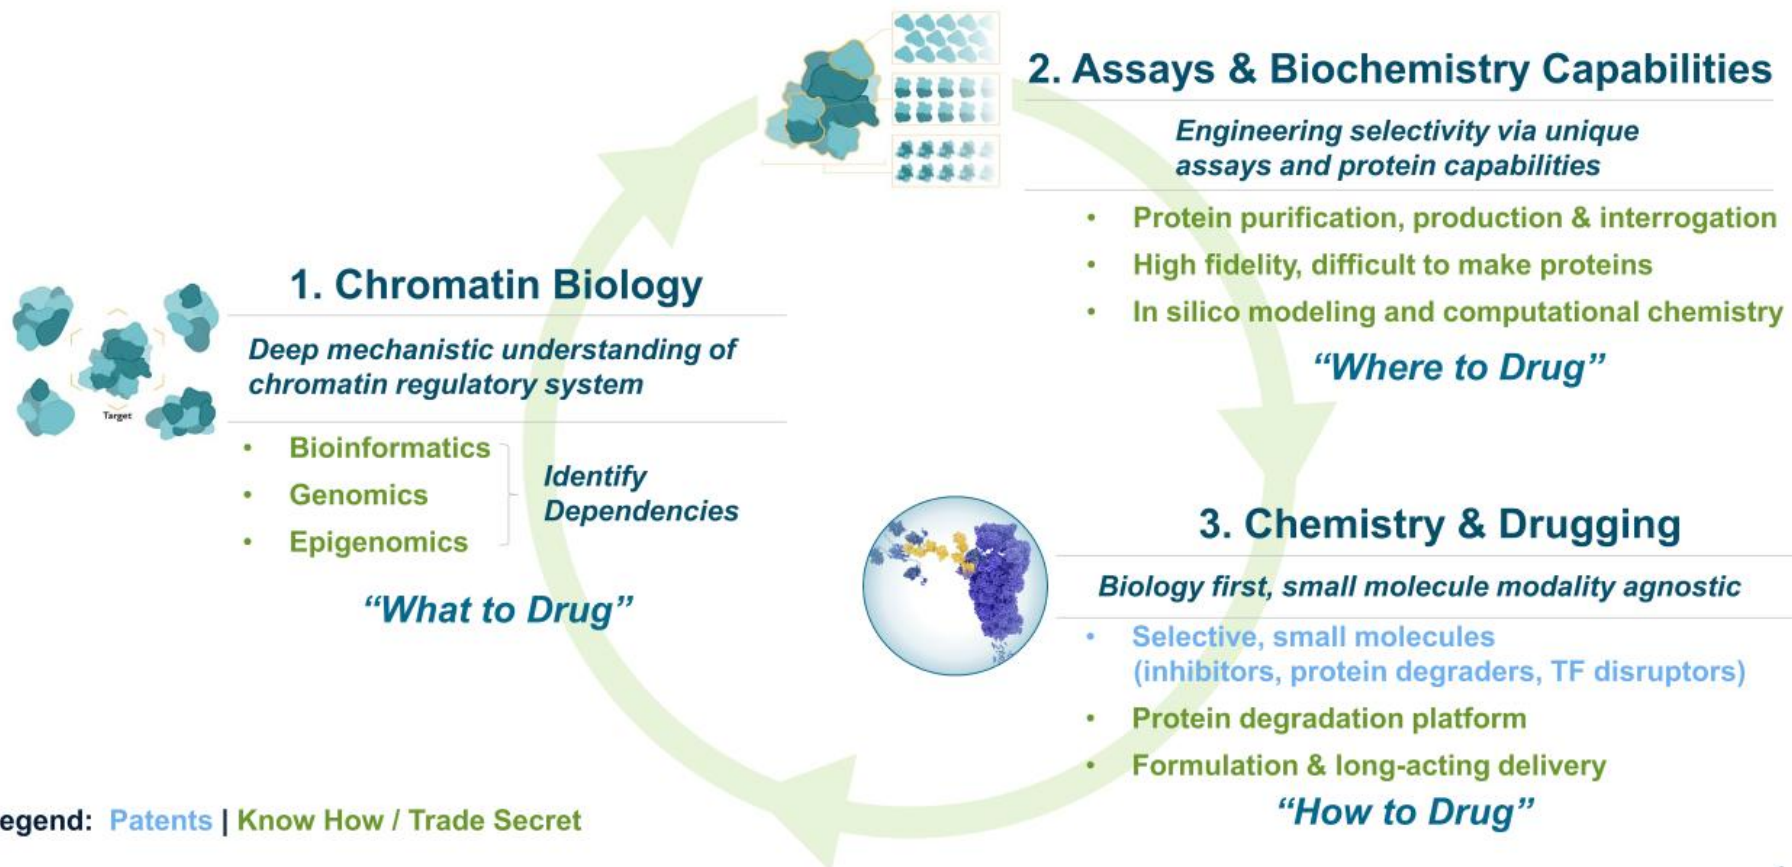 1. Chromatin Biology
Deep mechanistic understanding of
chromatin regulatory system
Target
• Bioinformatics
• Genomics
• Epigenomics
Identify
Dependencies
“What to Drug”
2. Assays & Biochemistry Capabilities
Engineering selectivity via unique
assays and protein capabilities
• Protein purification, production & interrogation
• High fidelity, difficult to make proteins
• In silico modeling and computational chemistry
“Where to Drug”
3. Chemistry & Drugging
Biology first, small molecule modality agnostic
• Selective, small molecules
(inhibitors, protein degraders, TF disruptors)
• Protein degradation platform
• Formulation & long-acting delivery
“How to Drug”
egend: Patents | Know How / Trade Secret